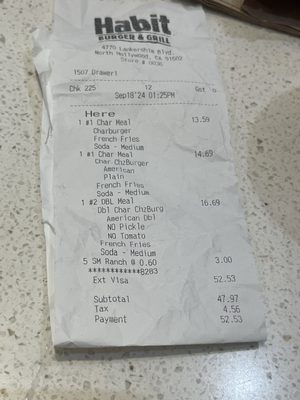 Habit
BURGER & GRILL
4770 Lankershim Blvd.
North Hollywood, CA 91602
Store # 0036
1507 Drawer1
Chk 225 12 Gst 0
Sep18'24 01:25PM
Here
1 #1 Char Meal 13.59
Charburger
French Fries
Soda - Medium
1 #1 Char Meal 14.69
Char ChzBurger
American
Plain
French Fries
Soda - Medium
1 #2 DBL Meal 16.69
Dbl Char ChzBurg
American Dbl
NO Pickle
NO Tomato
French Fries
Soda - Medium
5 SM Ranch @ 0.60 3.00
************8283
Ext Visa 52.53
Subtotal 47.97
Tax 4.56
Payment 52.53